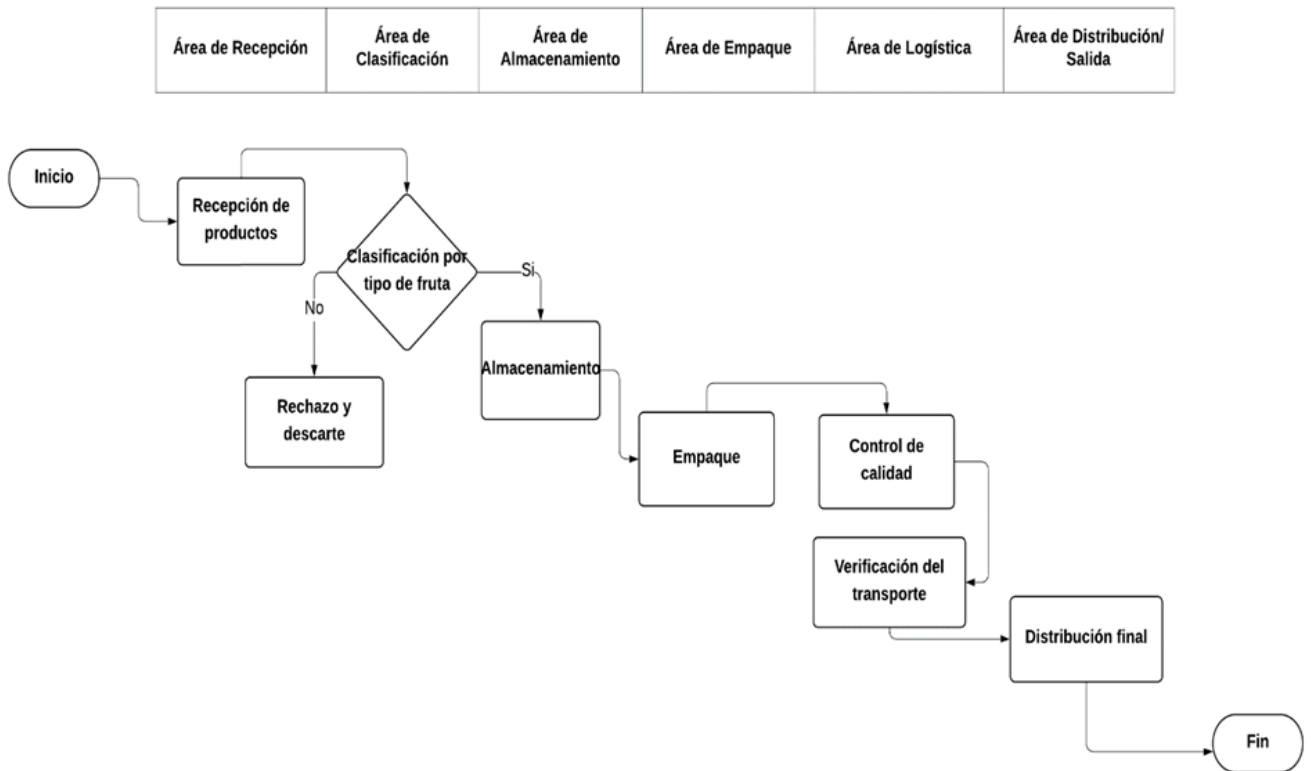 Área de Recepción
Área de
Clasificación
Área de
Almacenamiento
Área de Empaque
Área de Logística
Área de Distribución/
Salida
Inicio
Recepción de
productos
Clasificación por
tipo de fruta
Si
No
Almacenamiento
Rechazo y
descarte
Empaque
Control de
calidad
Verificación del
transporte
Distribución final
Fin